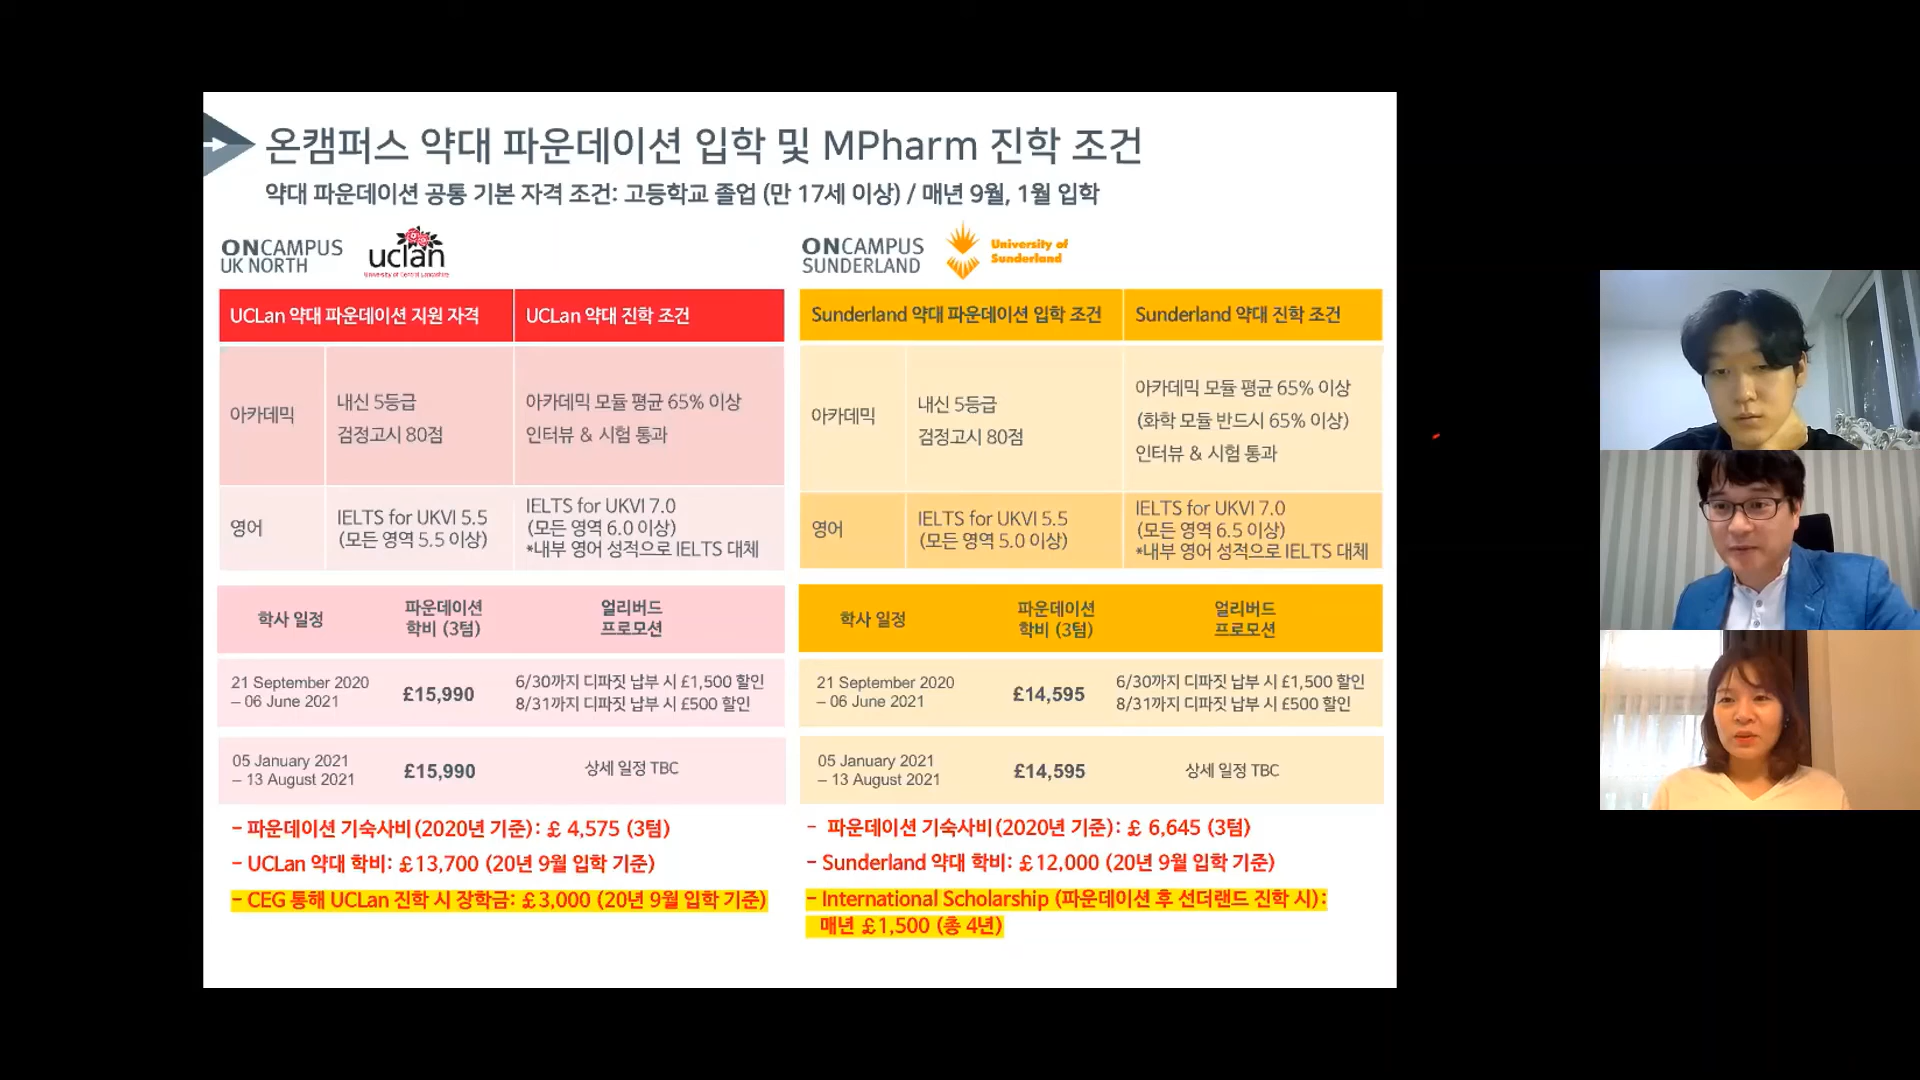 온캠퍼스 약대 파운데이션 입학 및 MPharm 진학 조건
약대 파운데이션 공통 기본 자격 조건: 고등학교 졸업 (만 17세 이상) / 매년 9월, 1월 입학
ONCAMPUS
UK NORTH
uclan
University of Central Lancashire
UCLan 약대 파운데이션 지원 자격
UCLan 약대 진학 조건
아카데믹
내신 5등급
검정고시 80점
아카데믹 모듈 평균 65% 이상
인터뷰 & 시험 통과
영어
IELTS for UKVI 5.5
(모든 영역 5.5 이상)
IELTS for UKVI 7.0
(모든 영역 6.0 이상)
*내부 영어 성적으로 IELTS 대체
학사 일정
파운데이션
학비 (3텀)
얼리버드
프로모션
21 September 2020
– 06 June 2021
£15,990
6/30까지 디파짓 납부 시 £1,500 할인
8/31까지 디파짓 납부 시 £500 할인
05 January 2021
– 13 August 2021
£15,990
상세 일정 TBC
– 파운데이션 기숙사비(2020년 기준): £ 4,575 (3텀)
– UCLan 약대 학비: £13,700 (20년 9월 입학 기준)
– CEG 통해 UCLan 진학 시 장학금: £3,000 (20년 9월 입학 기준)
ONCAMPUS
SUNDERLAND
University of
Sunderland
Sunderland 약대 파운데이션 입학 조건
Sunderland 약대 진학 조건
아카데믹
내신 5등급
검정고시 80점
아카데믹 모듈 평균 65% 이상
(화학 모듈 반드시 65% 이상)
인터뷰 & 시험 통과
영어
IELTS for UKVI 5.5
(모든 영역 5.0 이상)
IELTS for UKVI 7.0
(모든 영역 6.5 이상)
*내부 영어 성적으로 IELTS 대체
학사 일정
파운데이션
학비 (3텀)
얼리버드
프로모션
21 September 2020
– 06 June 2021
£14,595
6/30까지 디파짓 납부 시 £1,500 할인
8/31까지 디파짓 납부 시 £500 할인
05 January 2021
– 13 August 2021
£14,595
상세 일정 TBC
– 파운데이션 기숙사비(2020년 기준): £ 6,645 (3텀)
– Sunderland 약대 학비: £12,000 (20년 9월 입학 기준)
– International Scholarship (파운데이션 후 선더랜드 진학 시):
매년 £1,500 (총 4년)